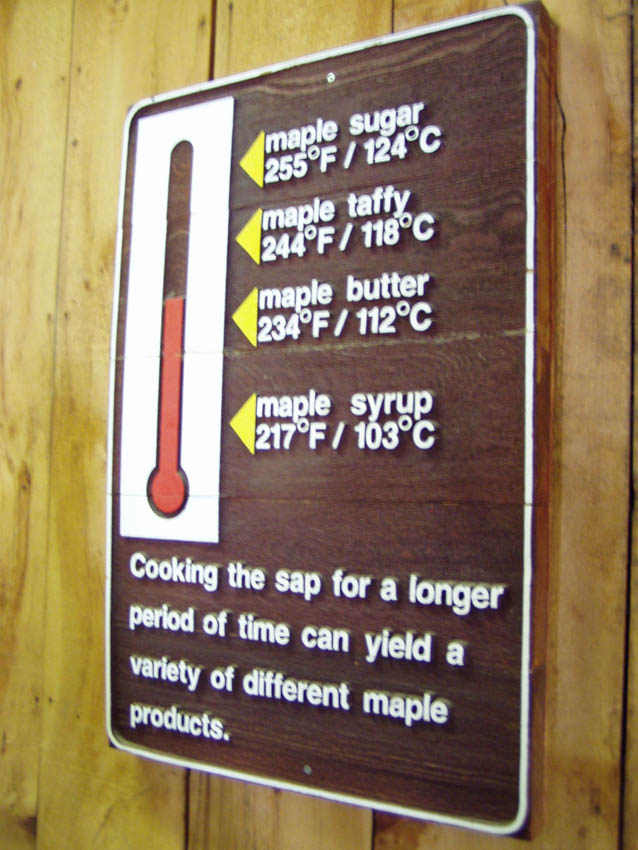 maple sugar
255°F / 124°C
maple taffy
244°F / 118°C
maple butter
234°F / 112°C
maple syrup
217°F / 103°C
Cooking the sap for a longer
period of time can yield a
variety of different maple
products.